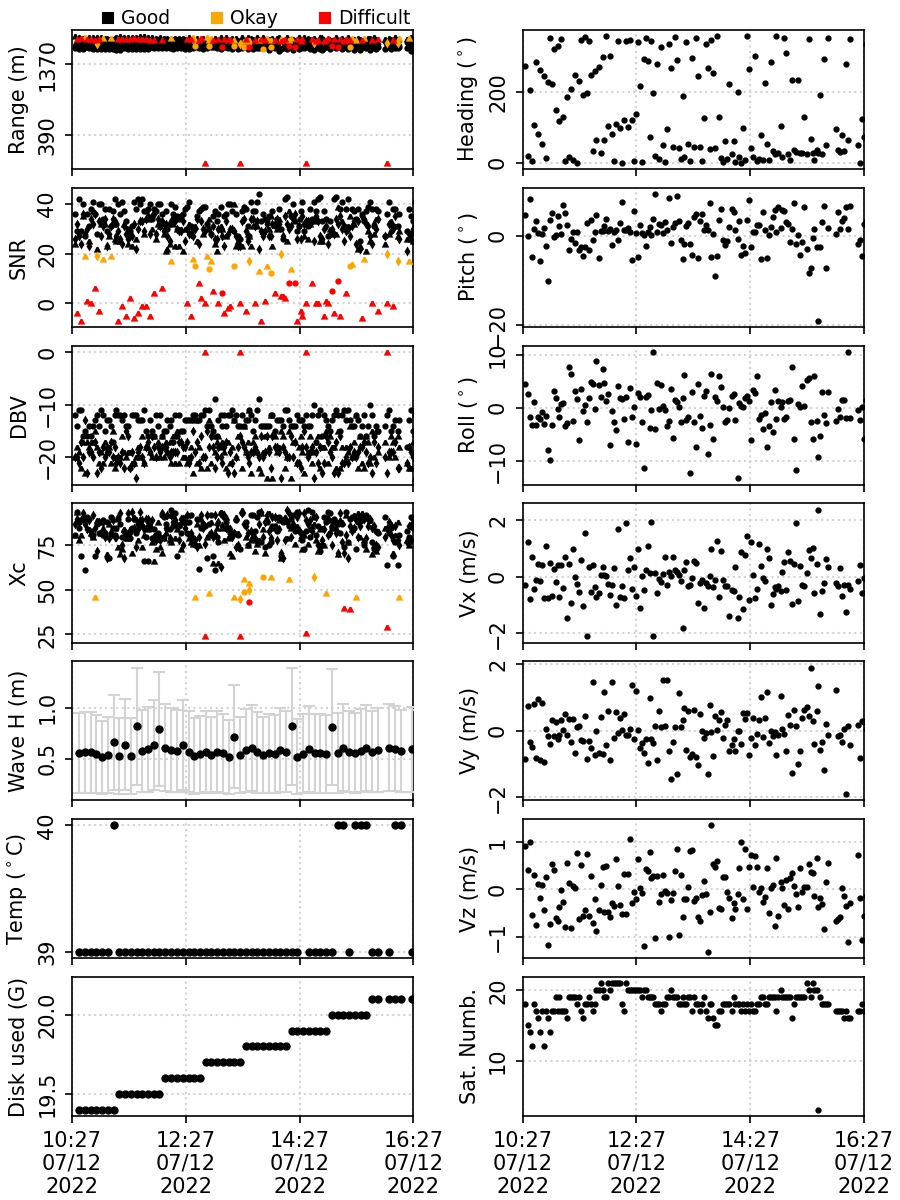 Good Okay Difficult
Range (m)
1370
390
Heading (°)
200
0
SNR
40
20
0
Pitch (°)
0
−20
DBV
0
−10
−20
Roll (°)
10
0
−10
Xc
75
50
25
Vx (m/s)
2
0
−2
Wave H (m)
1.0
0.5
Vy (m/s)
2
0
−2
Temp (°C)
40
39
Vz (m/s)
1
0
−1
Disk used (G)
20.0
19.5
Sat. Numb.
20
10
10:27 12:27 14:27 16:27
07/12 07/12 07/12 07/12
2022 2022 2022 2022
10:27 12:27 14:27 16:27
07/12 07/12 07/12 07/12
2022 2022 2022 2022